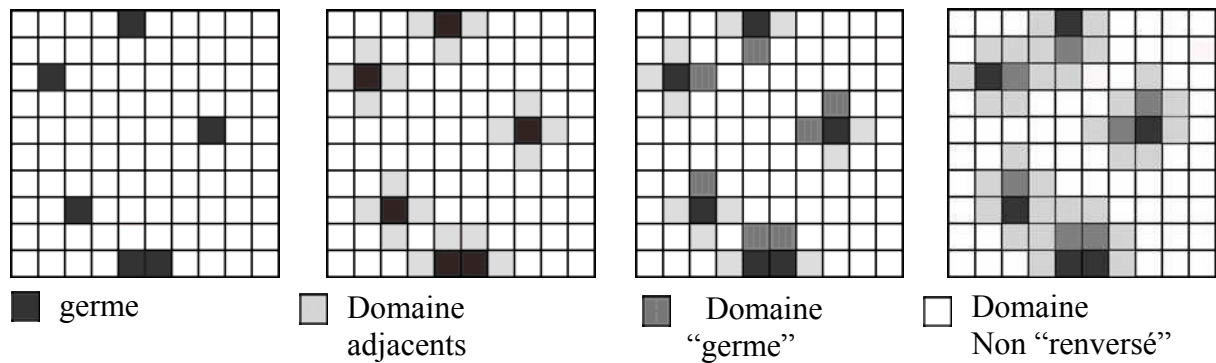 germe
Domaine
adjacents
Domaine
“germe”
Domaine
Non “renversé”